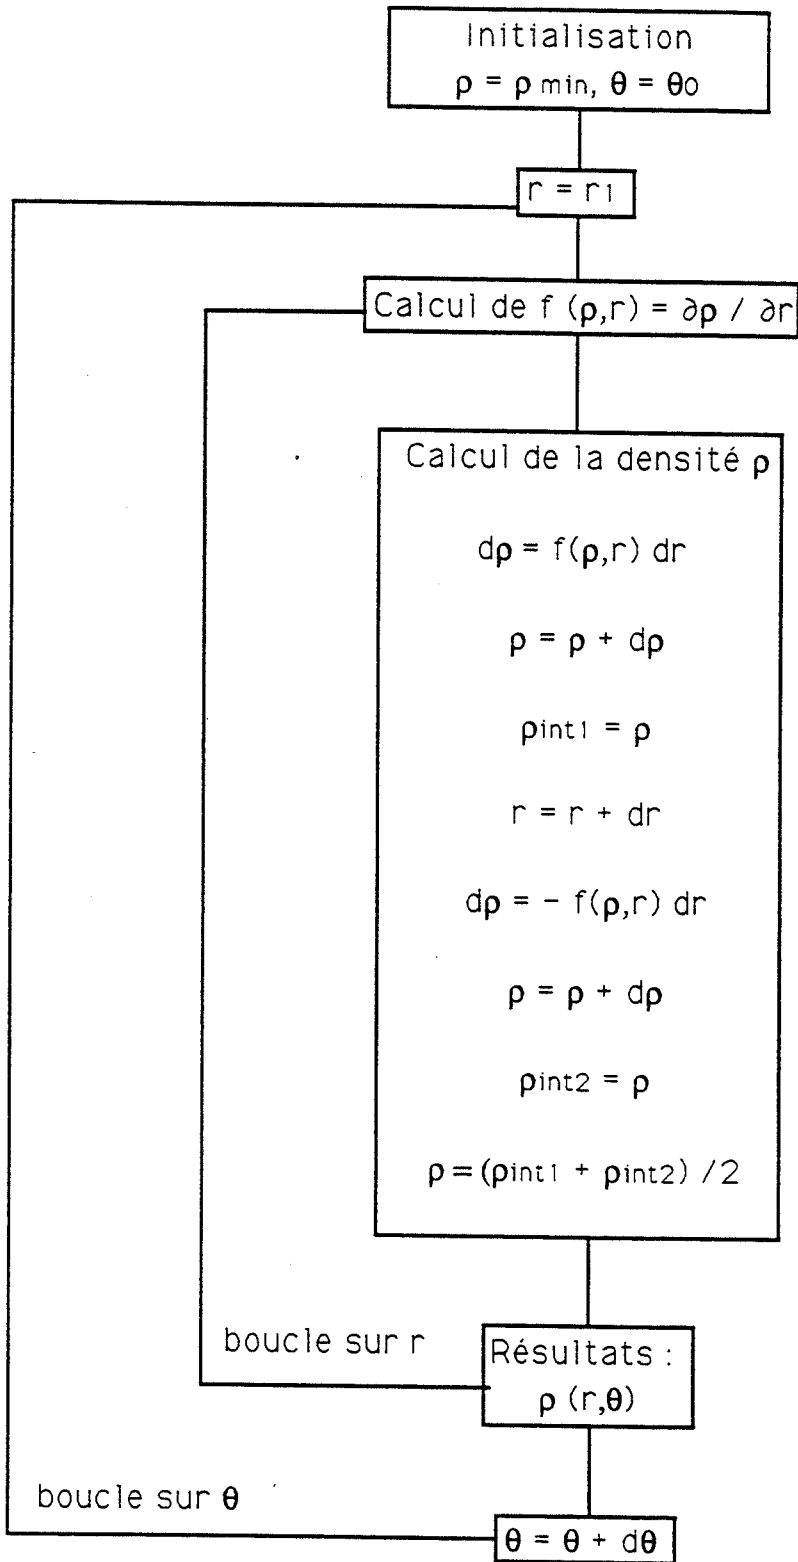 Initialisation
ρ = ρ min, θ = θ0
r = r1
Calcul de f (ρ,r) = ∂ρ / ∂r
Calcul de la densité ρ
dρ = f(ρ,r) dr
ρ = ρ + dρ
ρint1 = ρ
r = r + dr
dρ = - f(ρ,r) dr
ρ = ρ + dρ
ρint2 = ρ
ρ = (ρint1 + ρint2) /2
boucle sur r
Résultats :
ρ (r,θ)
boucle sur θ
θ = θ + dθ